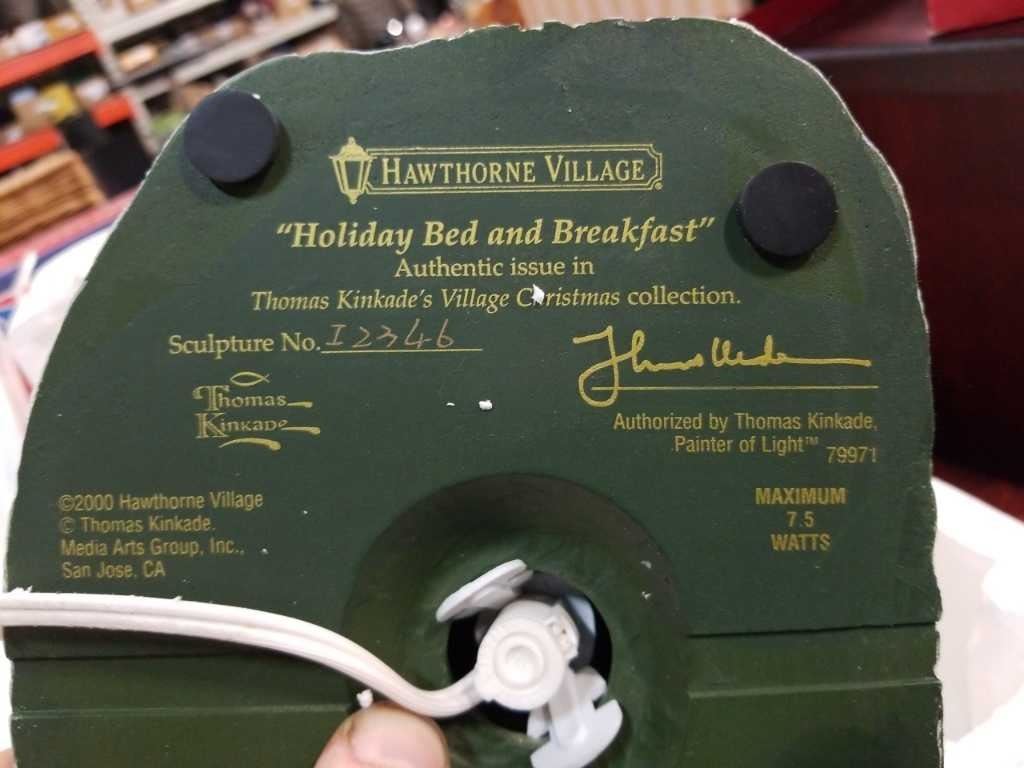 HAWTHORNE VILLAGE®
"Holiday Bed and Breakfast"
Authentic issue in
Thomas Kinkade's Village Christmas collection.
Sculpture No. I2346
Thomas
Kinkade
Authorized by Thomas Kinkade,
Painter of Light™ 79971
©2000 Hawthorne Village
© Thomas Kinkade.
Media Arts Group, Inc.,
San Jose, CA
MAXIMUM
7.5
WATTS